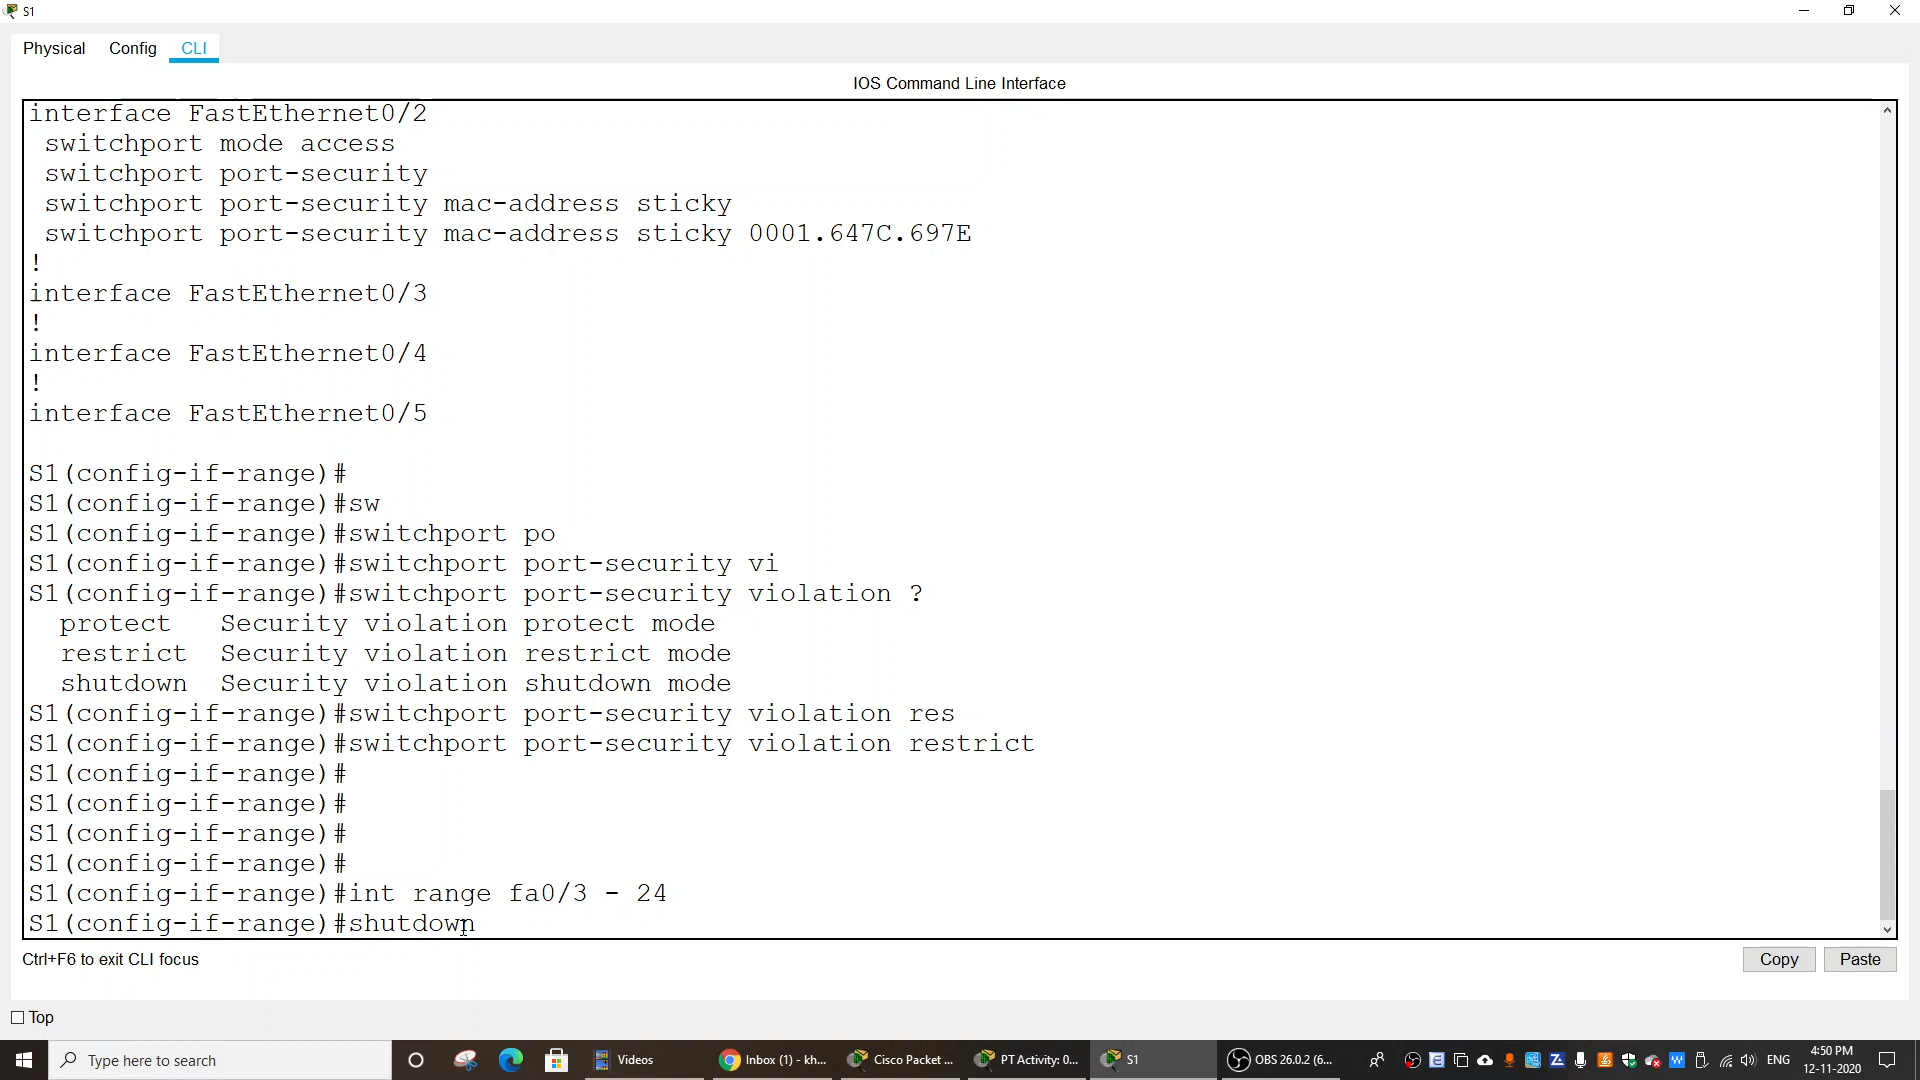 S1
Physical Config CLI
IOS Command Line Interface
interface FastEthernet0/2
switchport mode access
switchport port-security
switchport port-security mac-address sticky
switchport port-security mac-address sticky 0001.647C.697E
!
interface FastEthernet0/3
!
interface FastEthernet0/4
!
interface FastEthernet0/5
S1(config-if-range)#
S1(config-if-range)#sw
S1(config-if-range)#switchport po
S1(config-if-range)#switchport port-security vi
S1(config-if-range)#switchport port-security violation ?
protect Security violation protect mode
restrict Security violation restrict mode
shutdown Security violation shutdown mode
S1(config-if-range)#switchport port-security violation res
S1(config-if-range)#switchport port-security violation restrict
S1(config-if-range)#
S1(config-if-range)#
S1(config-if-range)#
S1(config-if-range)#
S1(config-if-range)#int range fa0/3 - 24
S1(config-if-range)#shutdown
Ctrl+F6 to exit CLI focus
Copy Paste
Top
Type here to search Videos Inbox (1) - kh... Cisco Packet ... PT Activity: 0... S1 OBS 26.0.2 (6... ENG 4:50 PM
12-11-2020